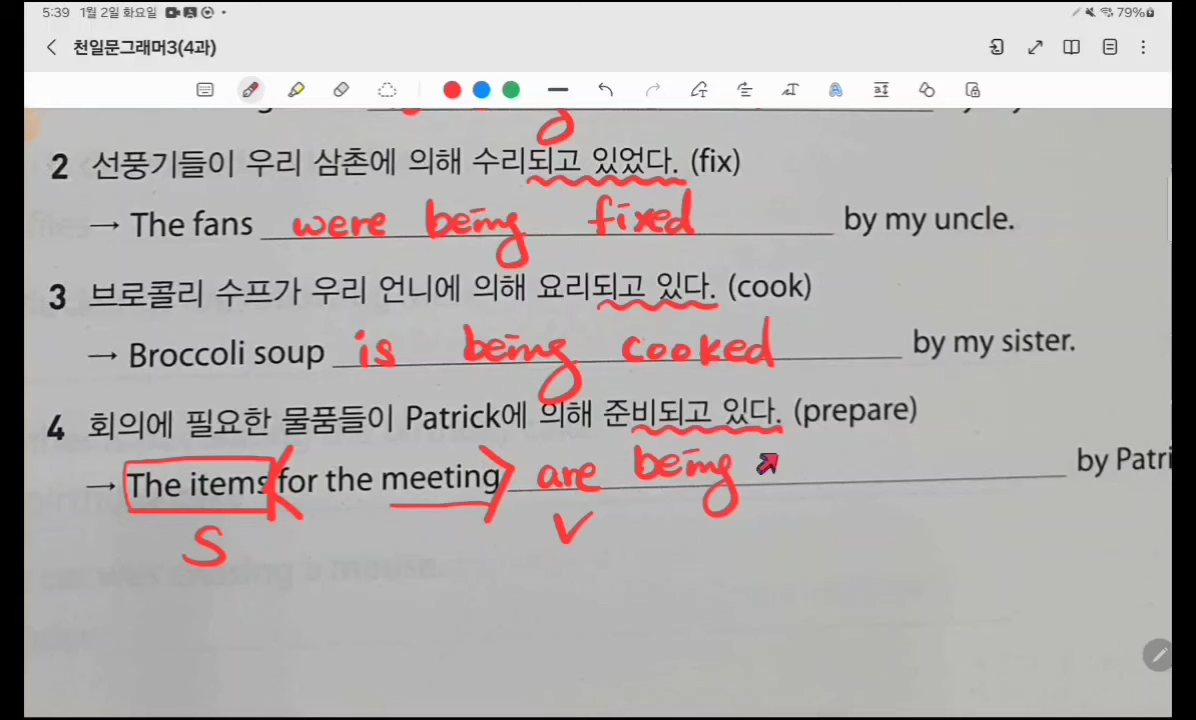 5:39 1월 2일 화요일 79%
천일문그래머3(4과)
2 선풍기들이 우리 삼촌에 의해 수리되고 있었다. (fix)
→ The fans were being fixed by my uncle.
3 브로콜리 수프가 우리 언니에 의해 요리되고 있다. (cook)
→ Broccoli soup is being cooked by my sister.
4 회의에 필요한 물품들이 Patrick에 의해 준비되고 있다. (prepare)
→ The items for the meeting are being by Patri
S V